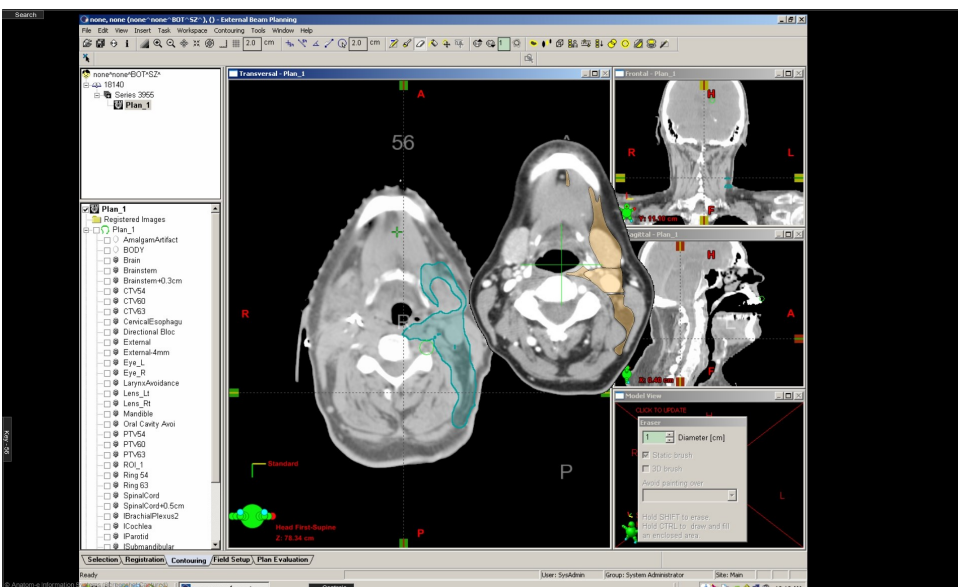 Search
none, none (none^none^BOT^SZ^), () - External Beam Planning
File Edit View Insert Task Workspace Contouring Tools Window Help
2.0 cm
2.0 cm
1
none^none^BOT^SZ^
18140
Series 3955
Plan_1
Plan_1
Registered Images
Plan_1
AmalgamArtifact
BODY
Brain
Brainstem
Brainstem+0.3cm
CTV54
CTV60
CTV63
CervicalEsophagu
Directional Bloc
External
External-4mm
Eye_L
Eye_R
LarynxAvoidance
Lens_Lt
Lens_Rt
Mandible
Oral Cavity Avoi
PTV54
PTV60
PTV63
ROI_1
Ring 54
Ring 63
SpinalCord
SpinalCord+0.5cm
lBrachialPlexus2
lCochlea
lParotid
lSubmandibular
Transversal - Plan_1
A
56
A
R
P
P
Standard
Head First-Supine
Z: 78.34 cm
Frontal - Plan_1
H
R
L
F
Sagittal - Plan_1
H
A
L
F
Model View
CLICK TO UPDATE
H
R
L
Eraser
1 Diameter [cm]
Static brush
3D brush
Avoid painting over
Hold SHIFT to erase
Hold CTRL to draw and fill
an enclosed area.
Key - 56
Selection Registration Contouring Field Setup Plan Evaluation
Ready
User: SysAdmin
Group: System Administrator
Site: Main
© Anatom-e Information